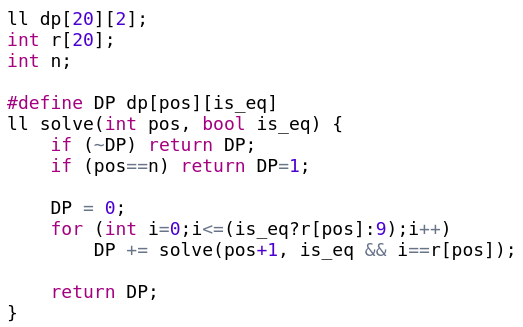 ll dp[20][2];
int r[20];
int n;

#define DP dp[pos][is_eq]
ll solve(int pos, bool is_eq) {
    if (~DP) return DP;
    if (pos==n) return DP=1;

    DP = 0;
    for (int i=0;i<=(is_eq?r[pos]:9);i++)
        DP += solve(pos+1, is_eq && i==r[pos]);

    return DP;
}